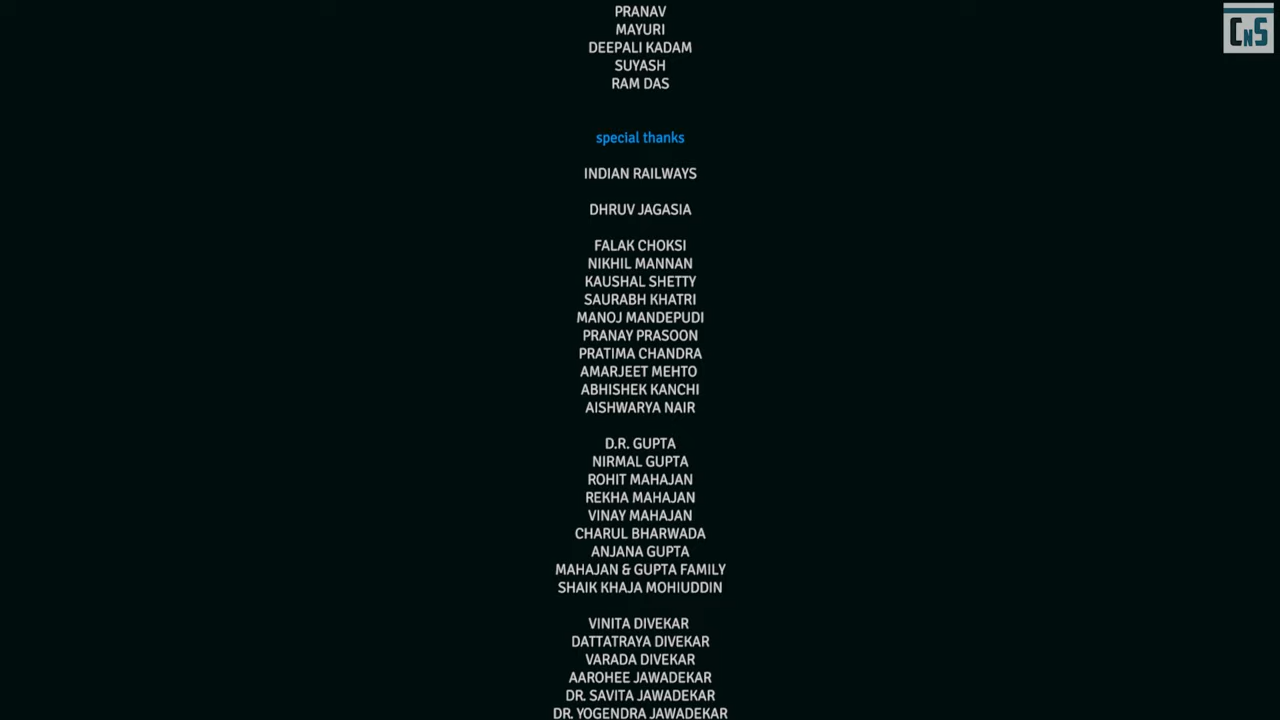 PRANAV
MAYURI
DEEPALI KADAM
SUYASH
RAM DAS
special thanks
INDIAN RAILWAYS
DHRUV JAGASIA
FALAK CHOKSI
NIKHIL MANNAN
KAUSHAL SHETTY
SAURABH KHATRI
MANOJ MANDEPUDI
PRANAY PRASOON
PRATIMA CHANDRA
AMARJEET MEHTO
ABHISHEK KANCHI
AISHWARYA NAIR
D.R. GUPTA
NIRMAL GUPTA
ROHIT MAHAJAN
REKHA MAHAJAN
VINAY MAHAJAN
CHARUL BHARWADA
ANJANA GUPTA
MAHAJAN & GUPTA FAMILY
SHAIK KHAJA MOHIUDDIN
VINITA DIVEKAR
DATTATRAYA DIVEKAR
VARADA DIVEKAR
AAROHEE JAWADEKAR
DR. SAVITA JAWADEKAR
DR. YOGENDRA JAWADEKAR
CNS